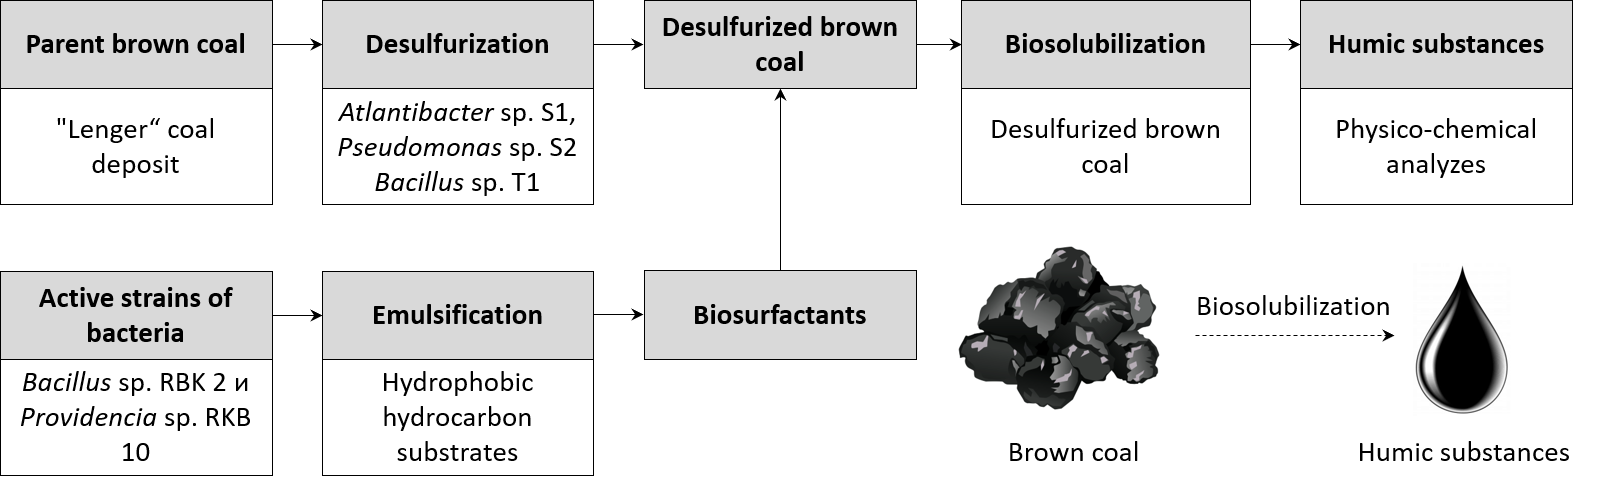 Parent brown coal
"Lenger“ coal
deposit
Desulfurization
Atlantibacter sp. S1,
Pseudomonas sp. S2
Bacillus sp. T1
Desulfurized brown
coal
Biosolubilization
Desulfurized brown
coal
Humic substances
Physico-chemical
analyzes
Active strains of
bacteria
Bacillus sp. RBK 2 и
Providencia sp. RKB
10
Emulsification
Hydrophobic
hydrocarbon
substrates
Biosurfactants
Brown coal
Biosolubilization
Humic substances